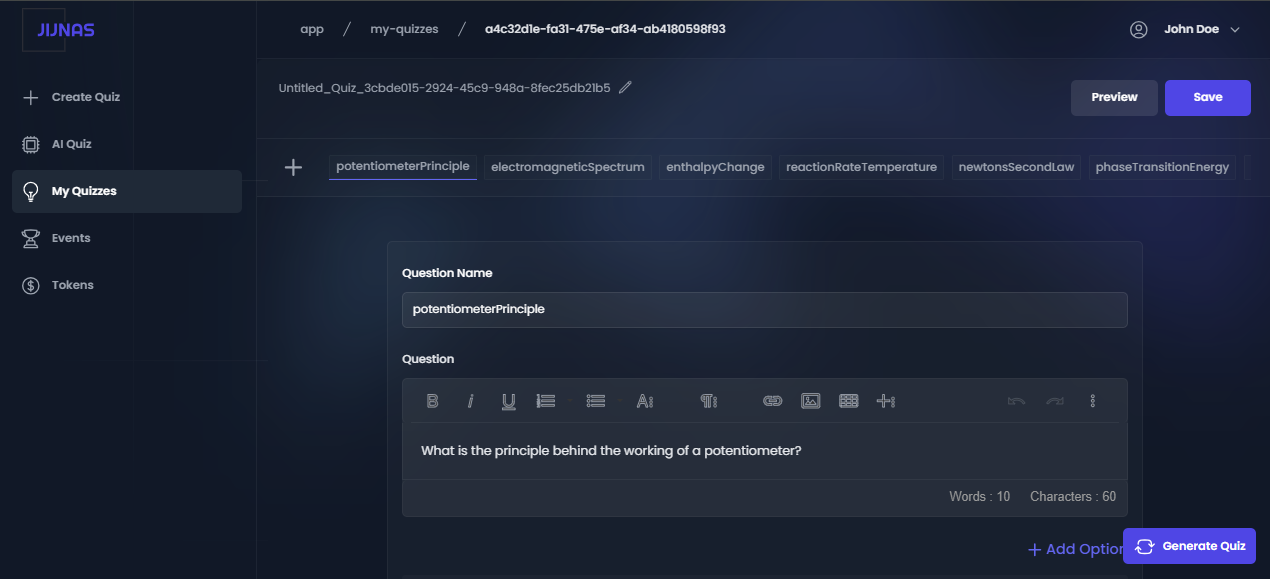 JIJNAS
app / my-quizzes / a4c32d1e-fa31-475e-af34-ab4180598f93
John Doe
Create Quiz
AI Quiz
My Quizzes
Events
Tokens
Untitled_Quiz_3cbde015-2924-45c9-948a-8fec25db21b5
Preview
Save
potentiometerPrinciple electromagneticSpectrum enthalpyChange reactionRateTemperature newtonsSecondLaw phaseTransitionEnergy
Question Name
potentiometerPrinciple
Question
What is the principle behind the working of a potentiometer?
Words : 10 Characters : 60
+ Add Option
Generate Quiz